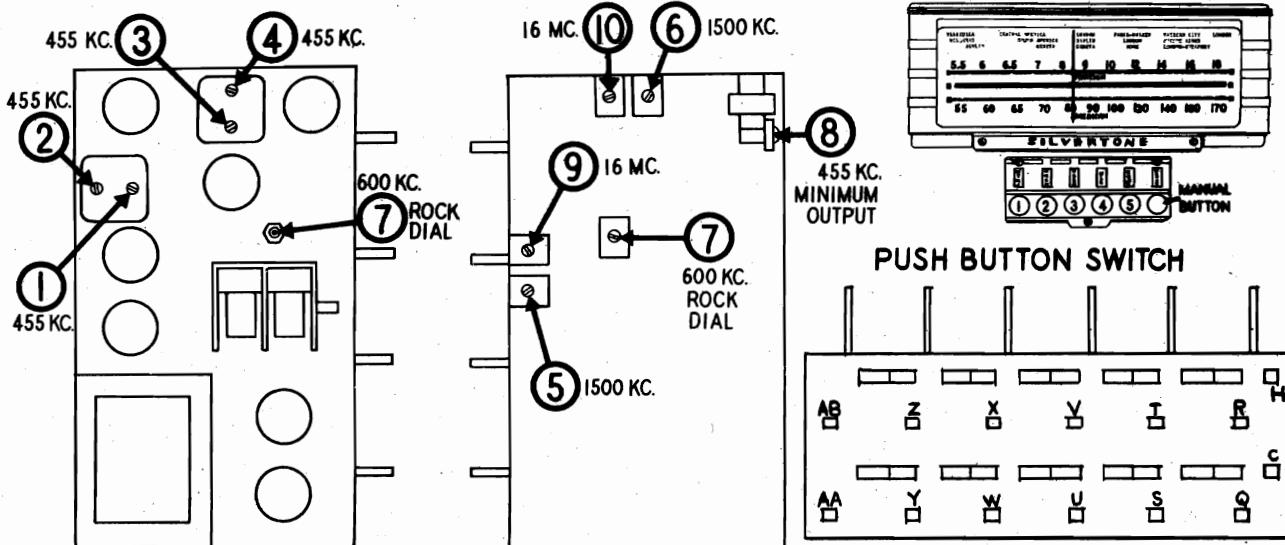 455 KC. 3 4 455 KC.
455 KC.
2
1
455 KC.
600 KC.
7 ROCK
DIAL
16 MC. 10 6 1500 KC.
9 16 MC.
8
455 KC.
MINIMUM
OUTPUT
7
600 KC.
ROCK
DIAL
5 1500 KC.
5.5 6 6.5 7 8 9 10 12 14 16 18
55 60 65 70 80 90 100 120 140 160 170
SILVERTONE
1 2 3 4 5
MANUAL
BUTTON
PUSH BUTTON SWITCH
H
AB Z X V T R
C
AA Y W U S Q